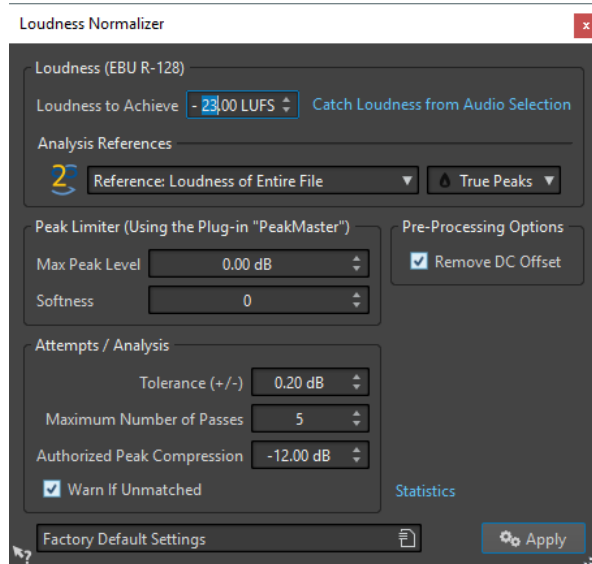 Loudness Normalizer
x
Loudness (EBU R-128)
Loudness to Achieve - 23.00 LUFS Catch Loudness from Audio Selection
Analysis References
2 Reference: Loudness of Entire File True Peaks
Peak Limiter (Using the Plug-in "PeakMaster") Pre-Processing Options
Max Peak Level 0.00 dB Remove DC Offset
Softness 0
Attempts / Analysis
Tolerance (+/-) 0.20 dB
Maximum Number of Passes 5
Authorized Peak Compression -12.00 dB
Warn If Unmatched Statistics
Factory Default Settings Apply
?